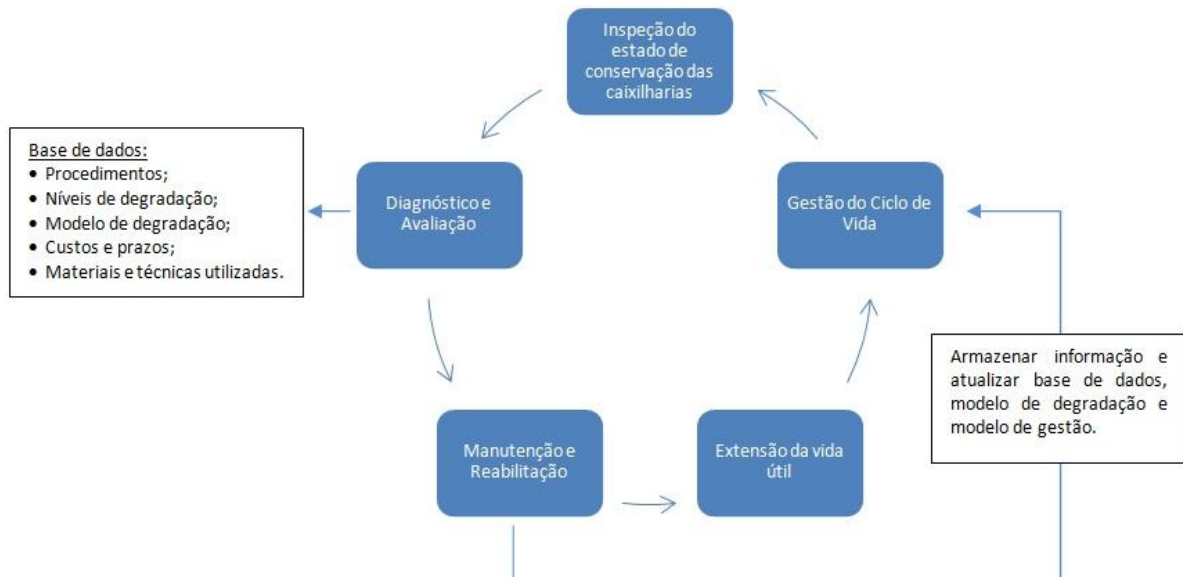 Inspeção do
estado de
conservação das
caixilharias
Base de dados:
• Procedimentos;
• Níveis de degradação;
• Modelo de degradação;
• Custos e prazos;
• Materiais e técnicas utilizadas.
Diagnóstico e
Avaliação
Gestão do Ciclo de
Vida
Armazenar informação e
atualizar base de dados,
modelo de degradação e
modelo de gestão.
Manutenção e
Reabilitação
Extensão da vida
útil